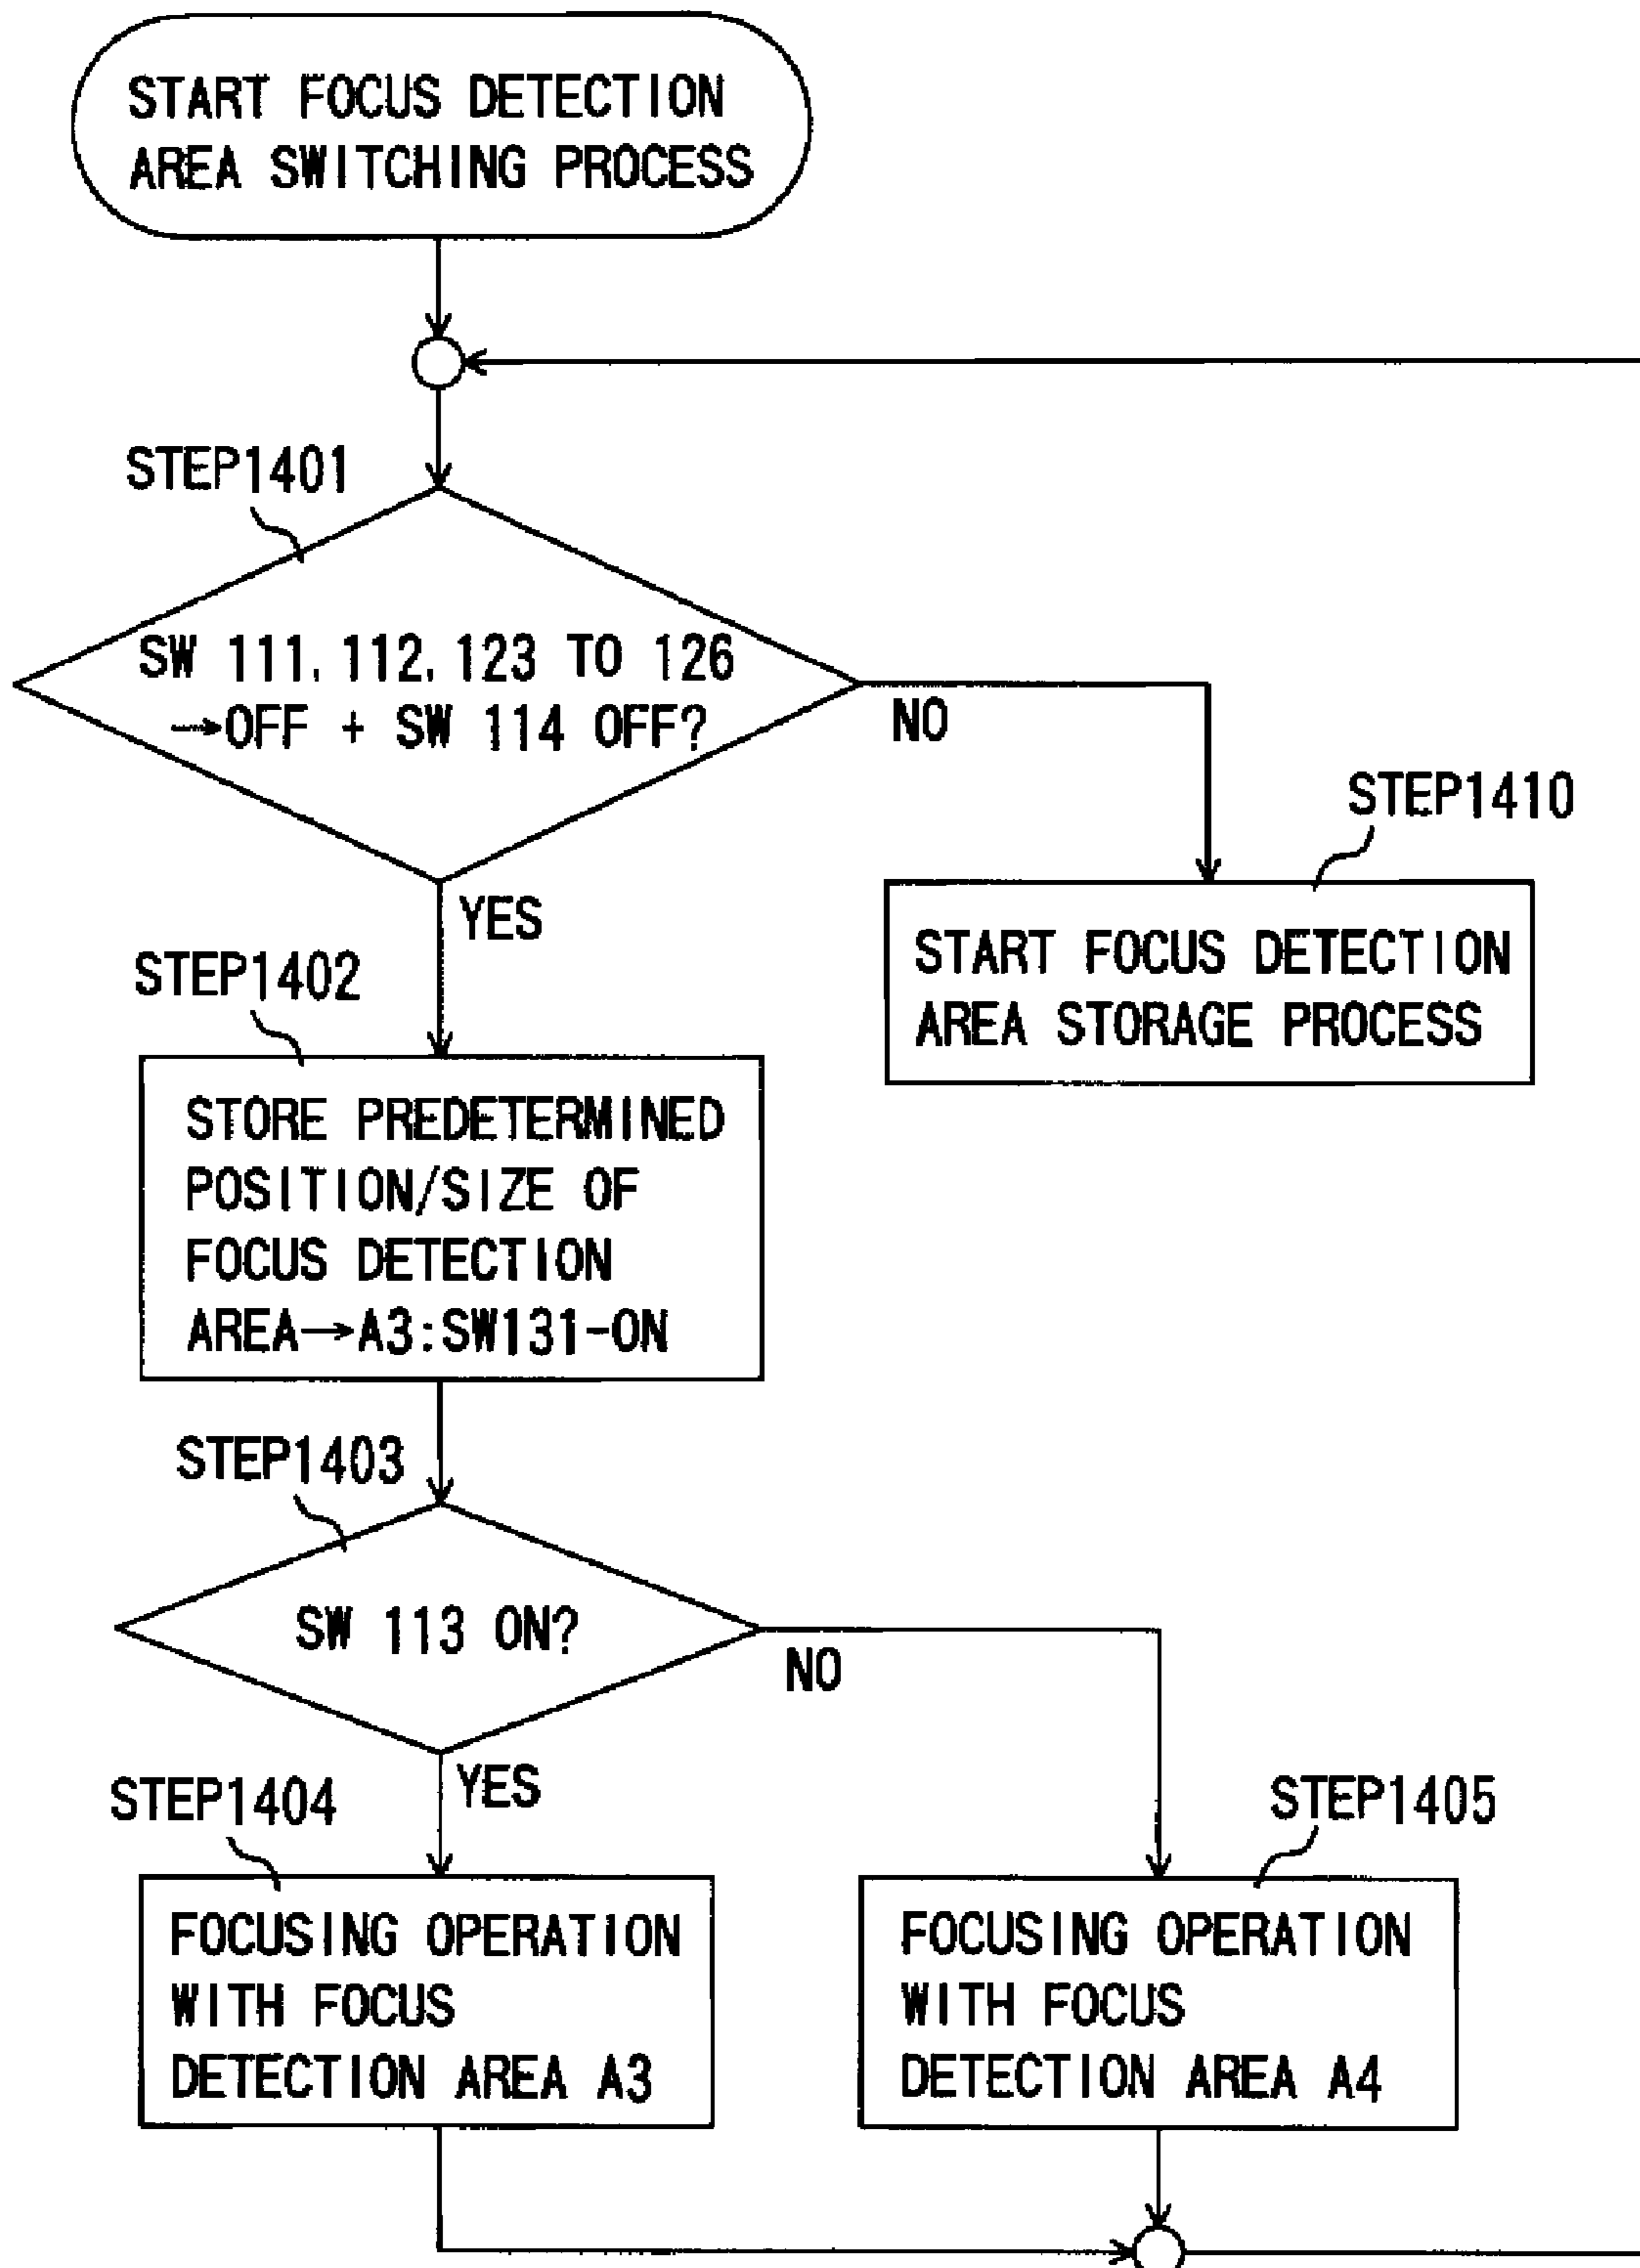 START FOCUS DETECTION
AREA SWITCHING PROCESS
STEP1401
SW 111, 112, 123 TO 126
→OFF + SW 114 OFF?
NO
YES
STEP1410
START FOCUS DETECTION
AREA STORAGE PROCESS
STEP1402
STORE PREDETERMINED
POSITION/SIZE OF
FOCUS DETECTION
AREA→A3:SW131-ON
STEP1403
SW 113 ON?
NO
YES
STEP1404
FOCUSING OPERATION
WITH FOCUS
DETECTION AREA A3
STEP1405
FOCUSING OPERATION
WITH FOCUS
DETECTION AREA A4